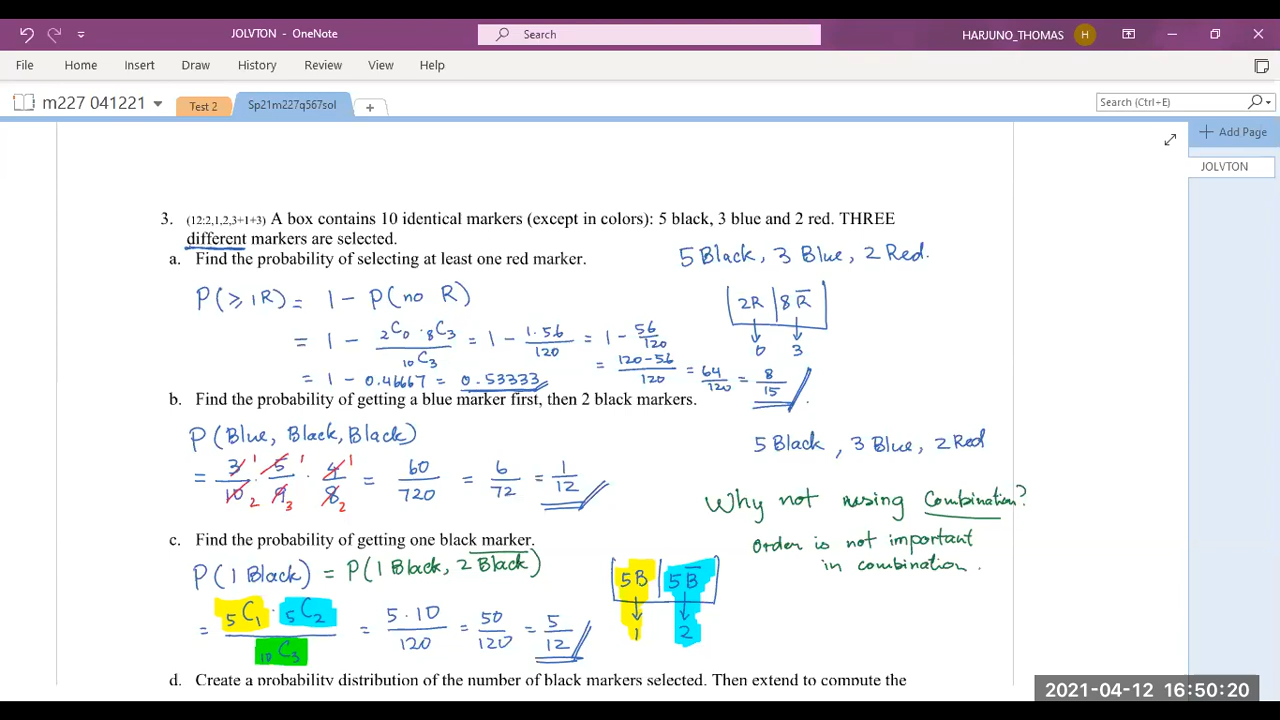 JOLVTON - OneNote
Search
HARJUNO_THOMAS
H
File Home Insert Draw History Review View Help
m227 041221
Test 2
Sp21m227q567sol
Search (Ctrl+E)
Add Page
JOLVTON
3. (12:2,1,2,3+1+3) A box contains 10 identical markers (except in colors): 5 black, 3 blue and 2 red. THREE
different markers are selected.
5 Black, 3 Blue, 2 Red.
a. Find the probability of selecting at least one red marker.
P(≥1R) = 1 - P(no R)
2R | 8R̅
0 3
= 1 - (₂C₀ · ₈C₃)/₁₀C₃ = 1 - (1·56)/120 = 1 - 56/120
= (120-56)/120 = 64/120 = 8/15
= 1 - 0.46667 = 0.53333
b. Find the probability of getting a blue marker first, then 2 black markers.
P(Blue, Black, Black)
5 Black, 3 Blue, 2 Red
= 3/10 · 5/9 · 4/8 = 60/720 = 6/72 = 1/12
1 1 1
2 3 2
Why not using Combination?
Order is not important
in combination.
c. Find the probability of getting one black marker.
P(1 Black) = P(1 Black, 2 B̅l̅a̅c̅k̅)
5B | 5B̅
1 2
= (₅C₁ · ₅C₂)/₁₀C₃ = (5·10)/120 = 50/120 = 5/12
d. Create a probability distribution of the number of black markers selected. Then extend to compute the
2021-04-12 16:50:20